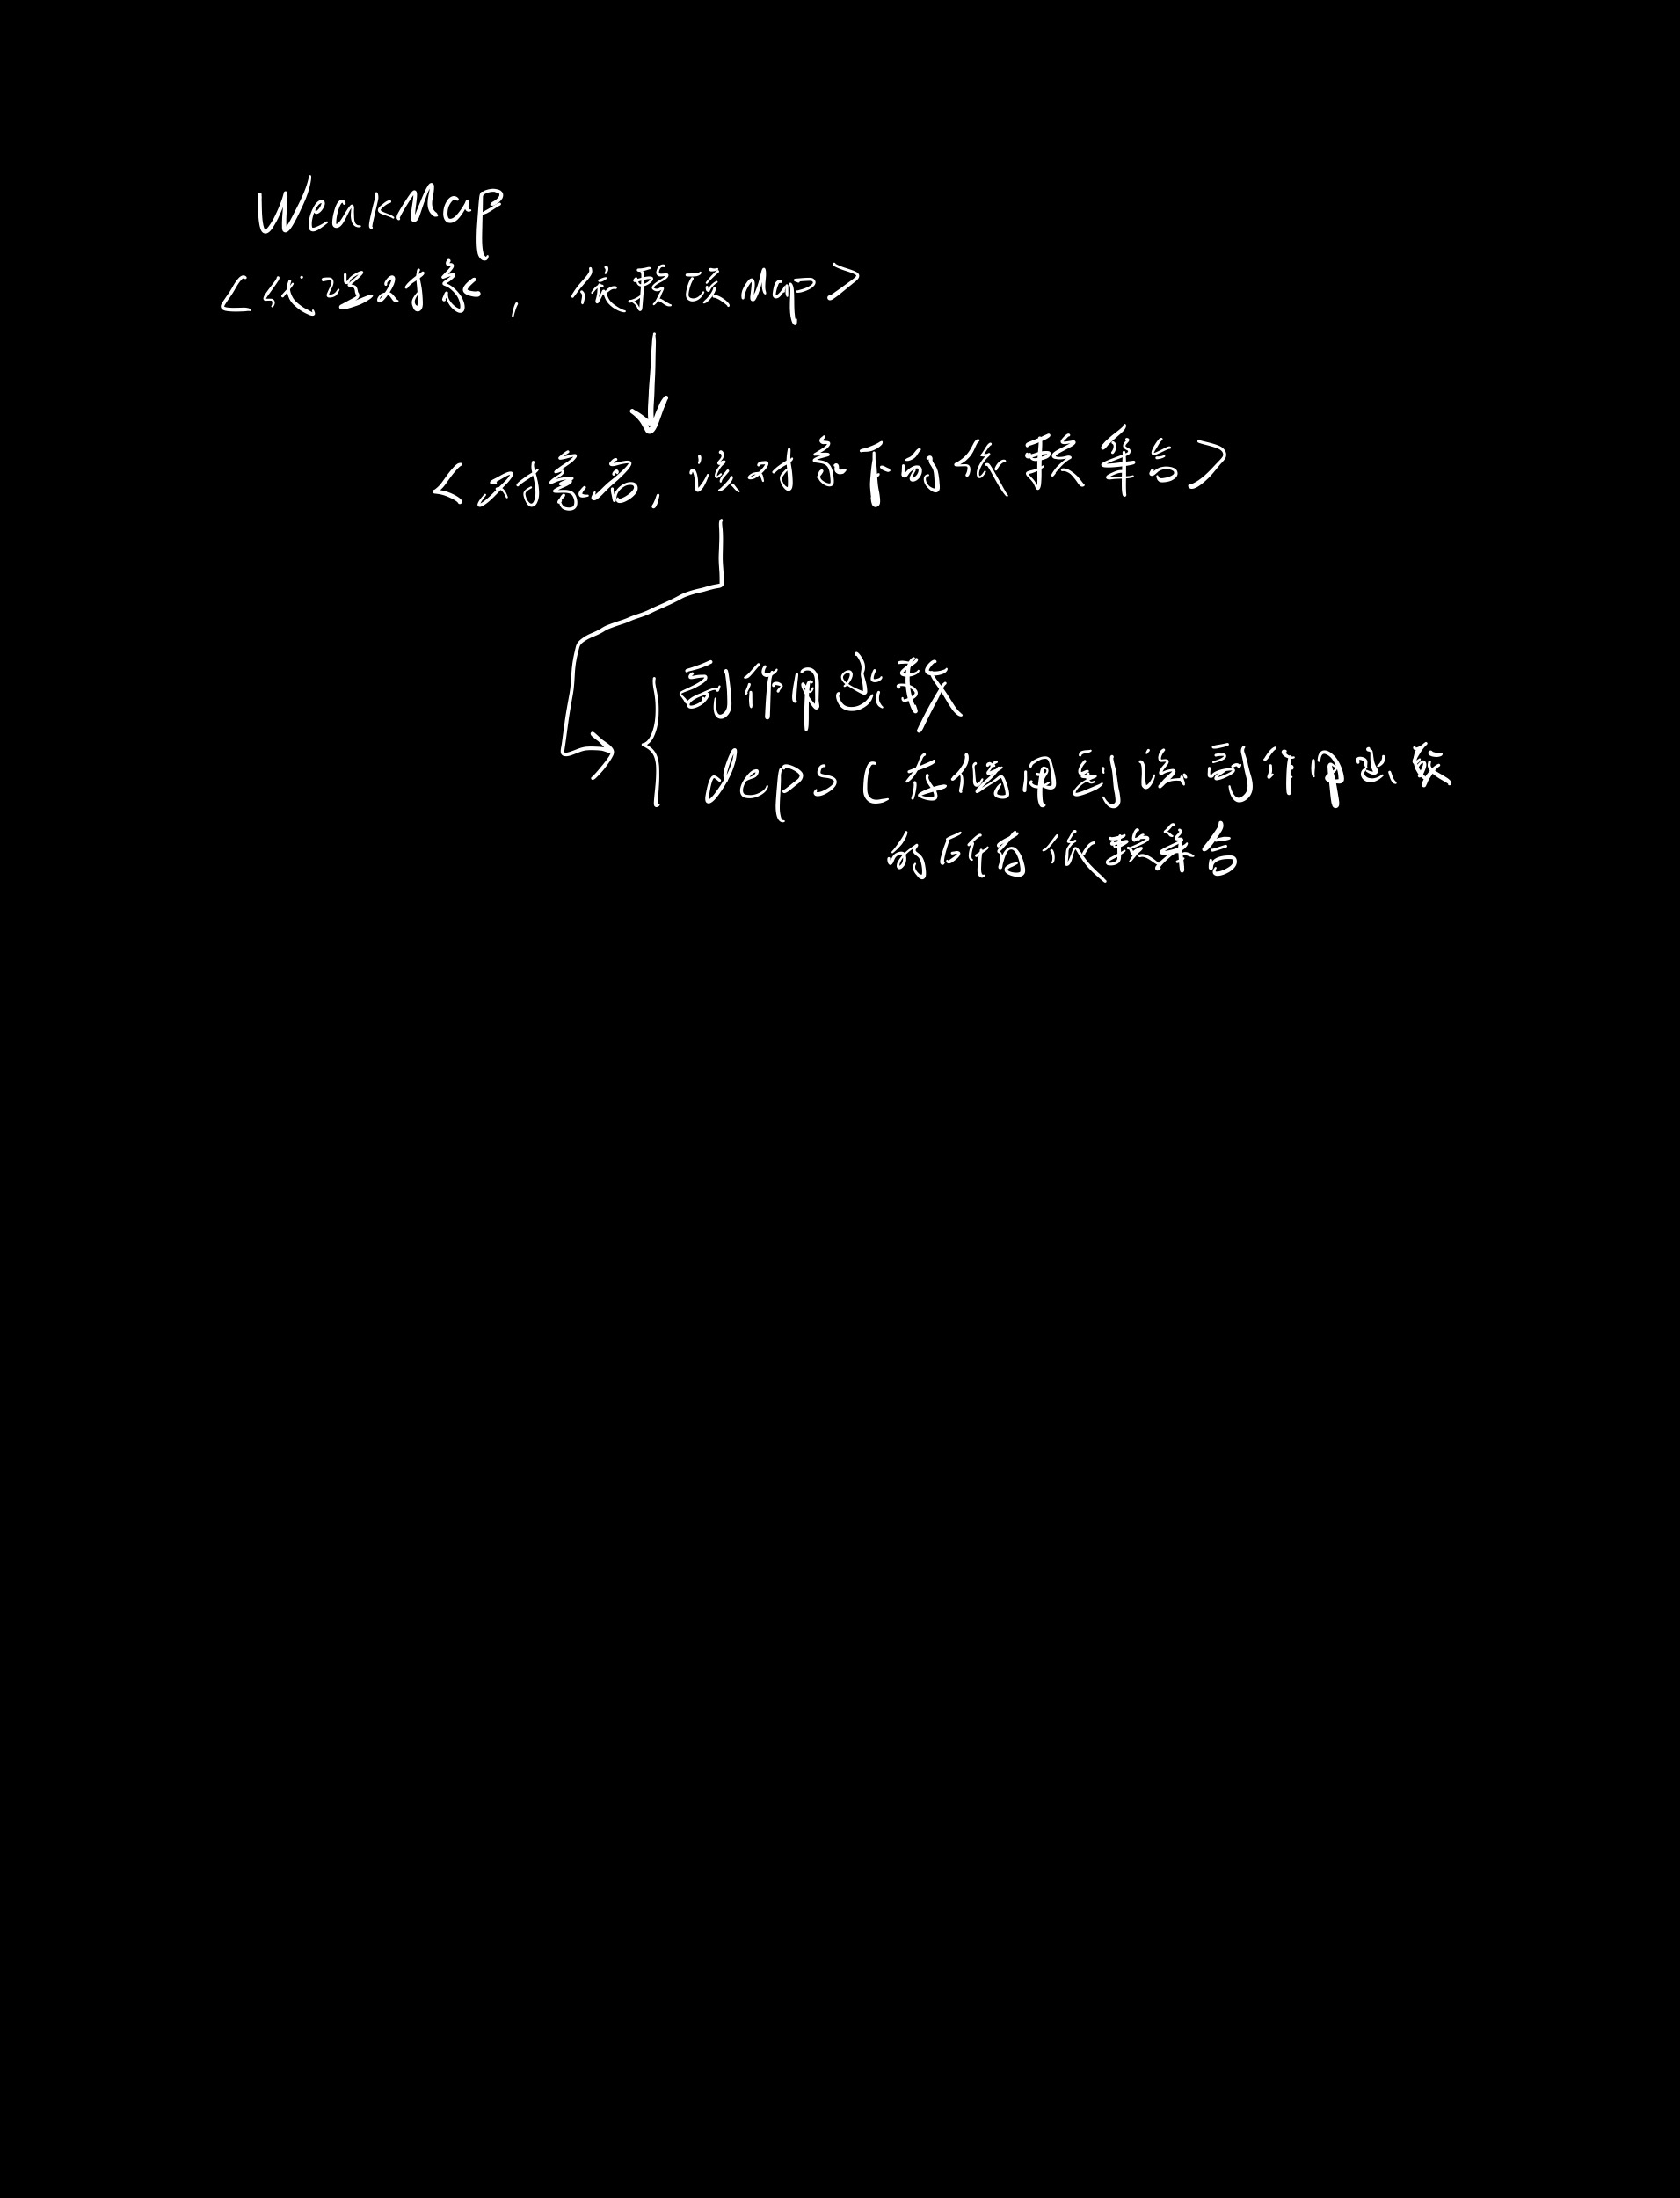 WeakMap
<代理对象, 依赖项Map>
<对象名, 该对象下的依赖集合>
副作用函数
deps(存储用到该副作用函数
的所有依赖集合